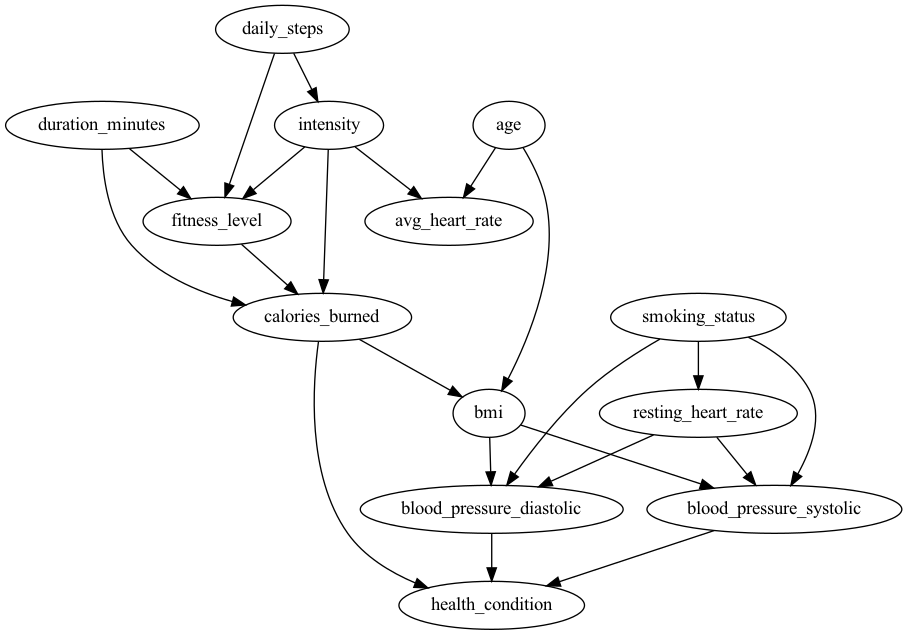 daily_steps
duration_minutes
intensity
age
fitness_level
avg_heart_rate
calories_burned
smoking_status
bmi
resting_heart_rate
blood_pressure_diastolic
blood_pressure_systolic
health_condition